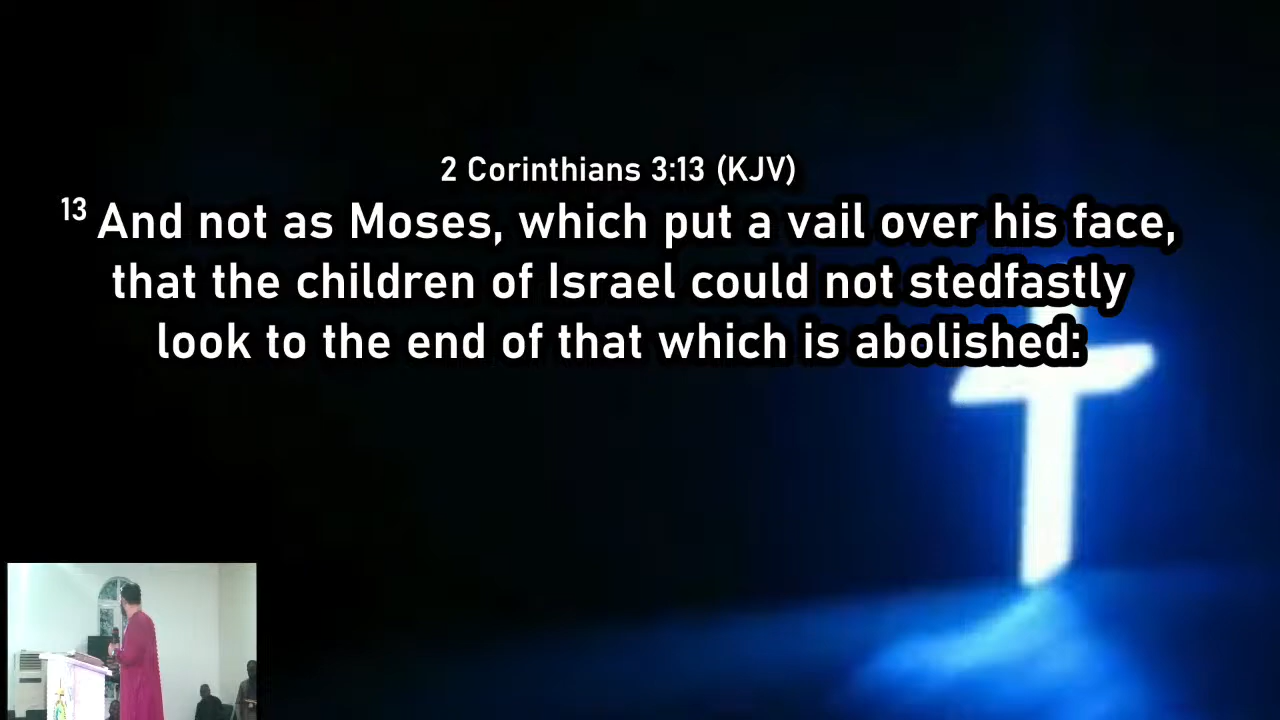 2 Corinthians 3:13 (KJV)
13 And not as Moses, which put a vail over his face,
that the children of Israel could not stedfastly
look to the end of that which is abolished: